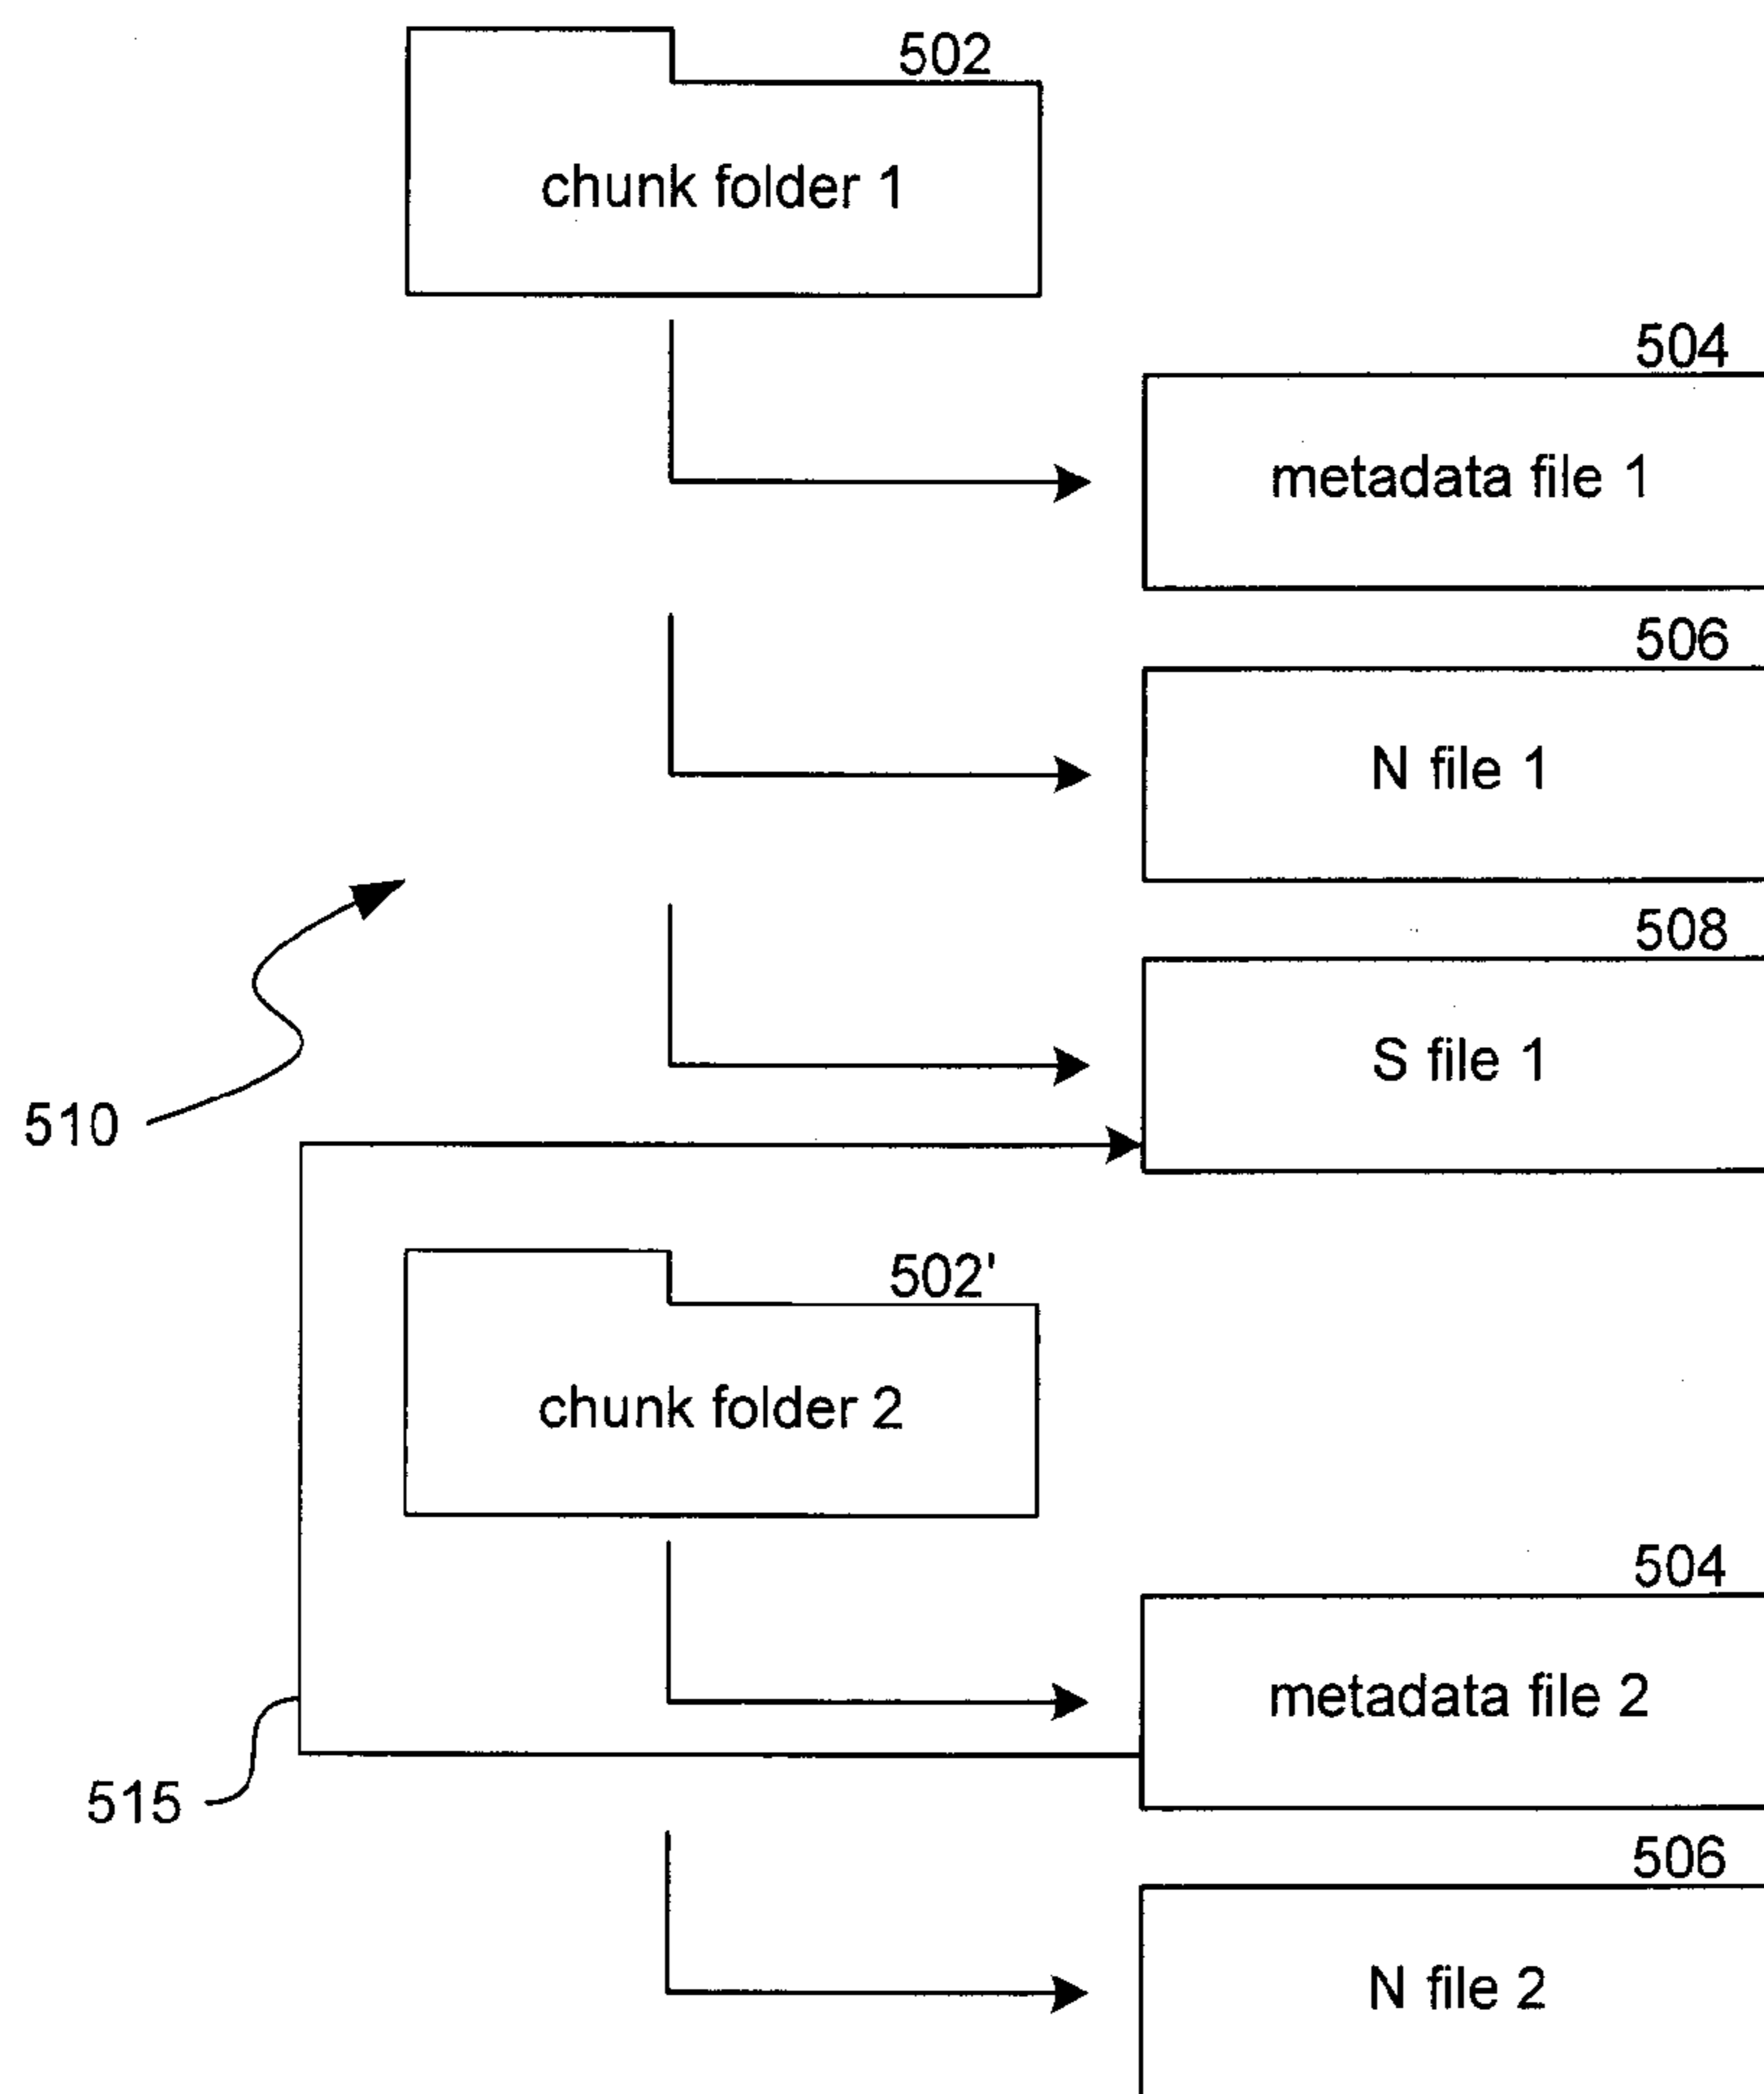 502
chunk folder 1
504
metadata file 1
506
N file 1
508
S file 1
510
502'
chunk folder 2
504
metadata file 2
515
506
N file 2